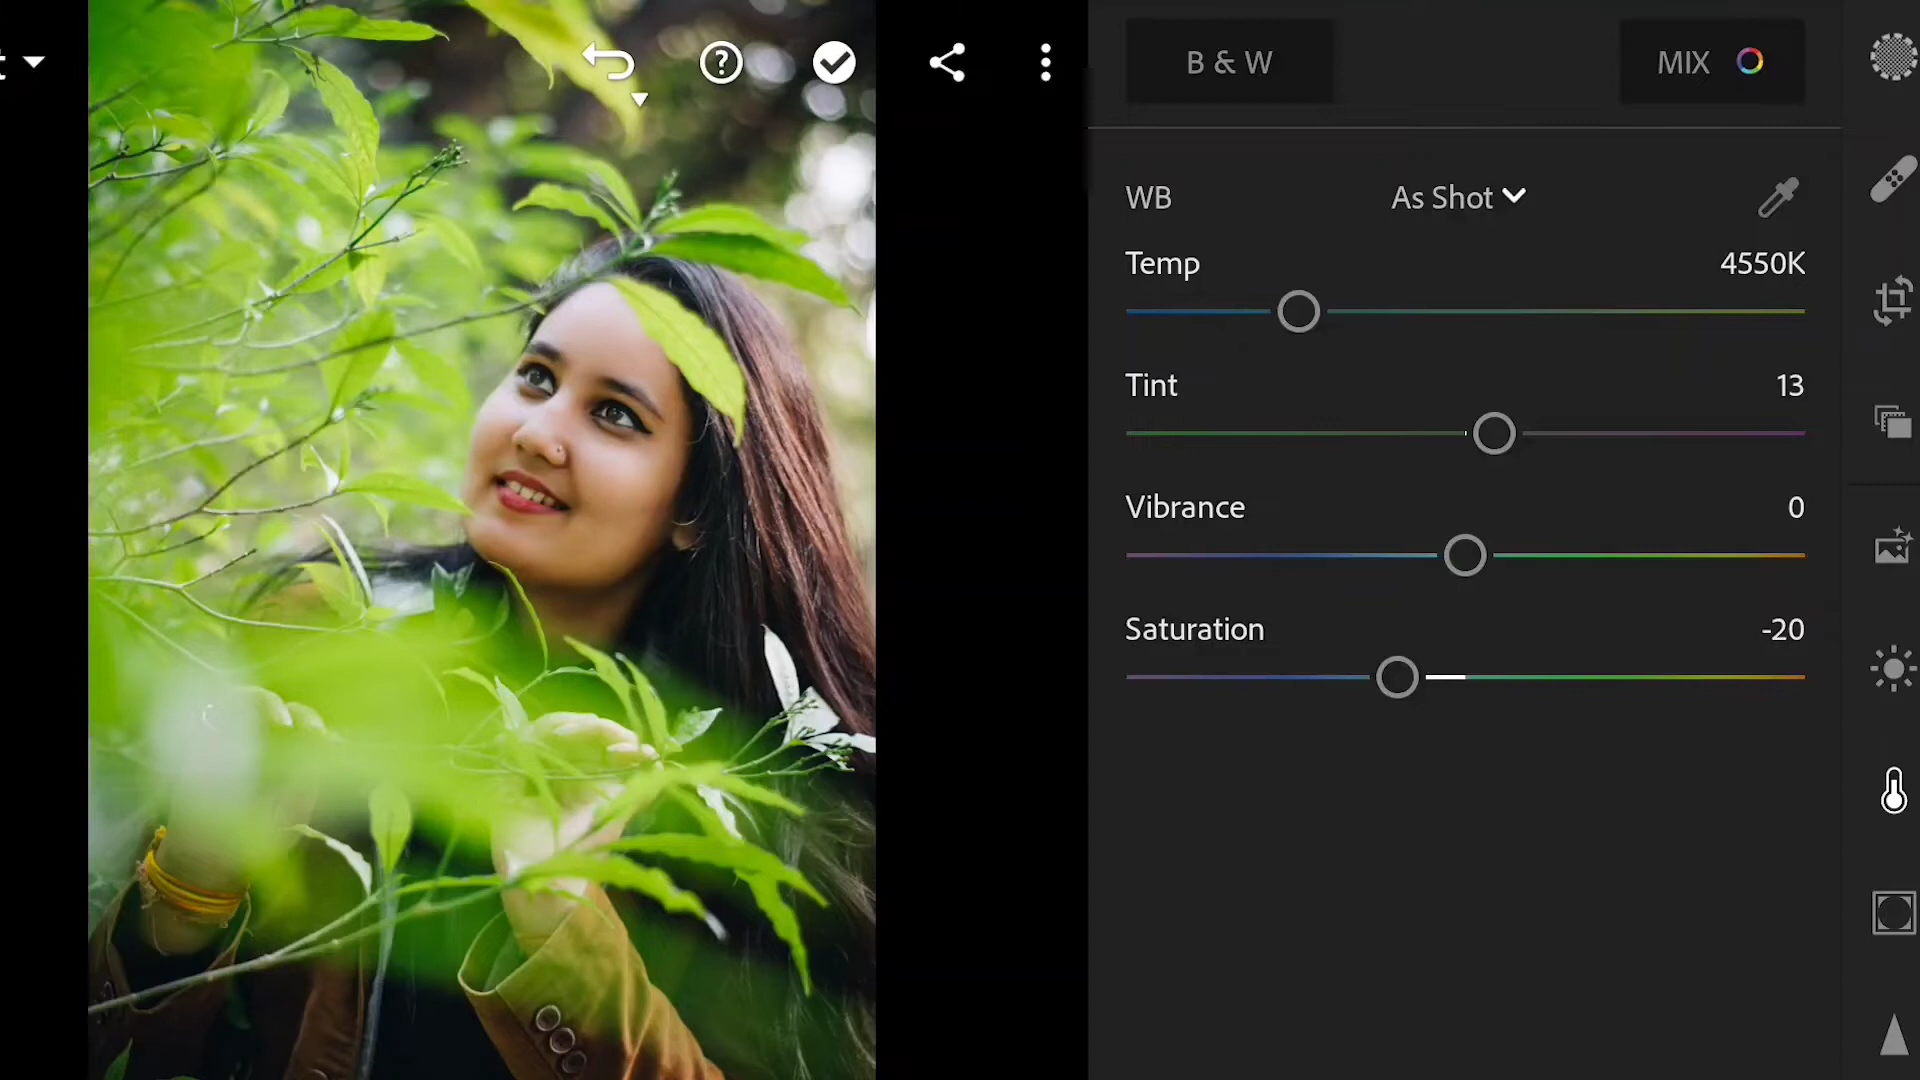 t
B & W
MIX
WB
As Shot
Temp
4550K
Tint
13
Vibrance
0
Saturation
-20